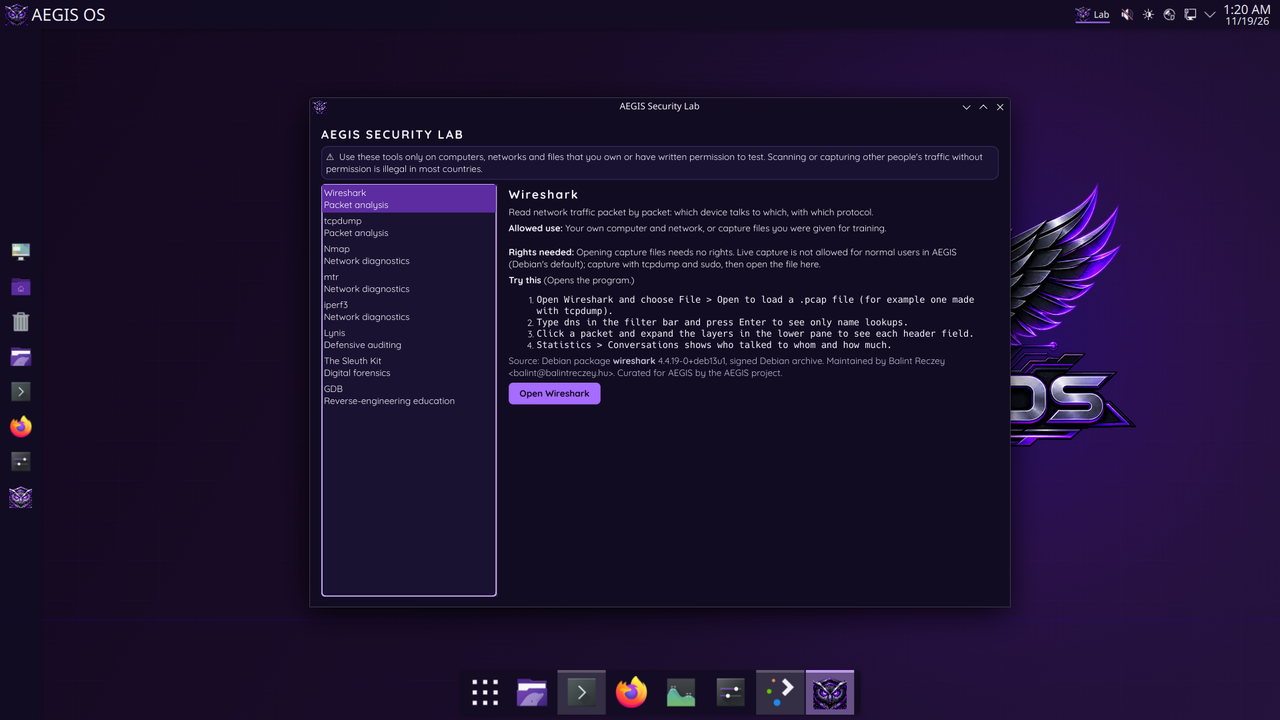 AEGIS OS
Lab
1:20 AM
11/19/26
AEGIS Security Lab
AEGIS SECURITY LAB
⚠ Use these tools only on computers, networks and files that you own or have written permission to test. Scanning or capturing other people's traffic without
permission is illegal in most countries.
Wireshark
Packet analysis
tcpdump
Packet analysis
Nmap
Network diagnostics
mtr
Network diagnostics
iperf3
Network diagnostics
Lynis
Defensive auditing
The Sleuth Kit
Digital forensics
GDB
Reverse-engineering education
Wireshark
Read network traffic packet by packet: which device talks to which, with which protocol.
Allowed use: Your own computer and network, or capture files you were given for training.
Rights needed: Opening capture files needs no rights. Live capture is not allowed for normal users in AEGIS
(Debian's default); capture with tcpdump and sudo, then open the file here.
Try this (Opens the program.)
1. Open Wireshark and choose File > Open to load a .pcap file (for example one made
with tcpdump).
2. Type dns in the filter bar and press Enter to see only name lookups.
3. Click a packet and expand the layers in the lower pane to see each header field.
4. Statistics > Conversations shows who talked to whom and how much.
Source: Debian package wireshark 4.4.19-0+deb13u1, signed Debian archive. Maintained by Balint Reczey
<balint@balintreczey.hu>. Curated for AEGIS by the AEGIS project.
Open Wireshark
OS